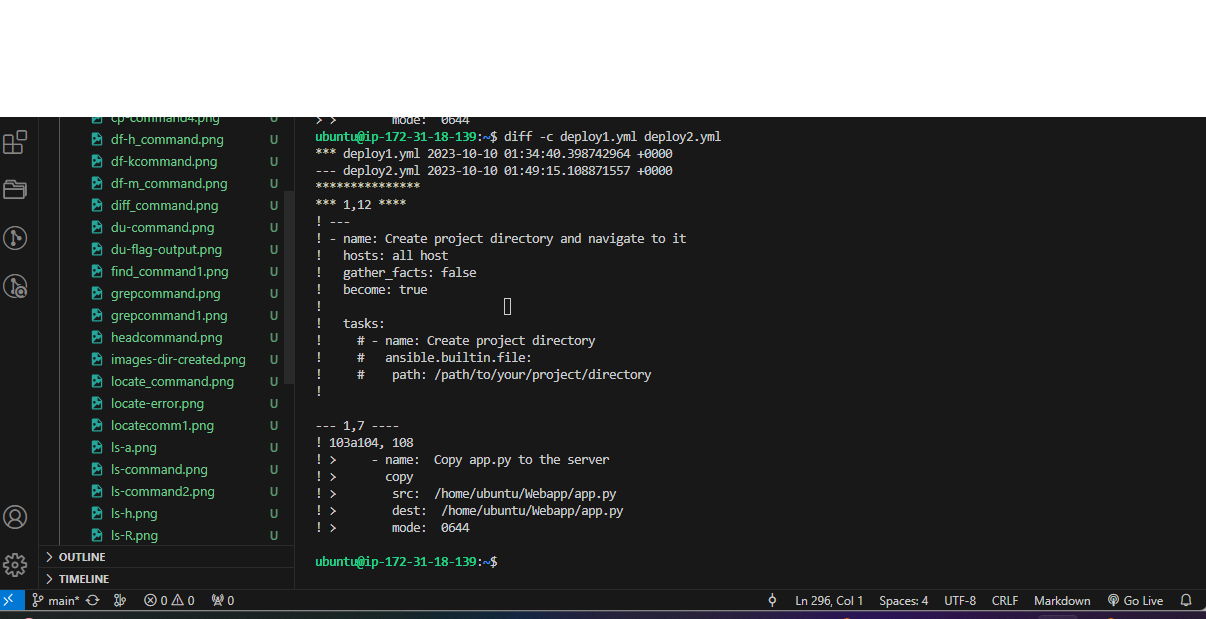 cp-command4.png U
df-h_command.png U
df-kcommand.png U
df-m_command.png U
diff_command.png U
du-command.png U
du-flag-output.png U
find_command1.png U
grepcommand.png U
grepcommand1.png U
headcommand.png U
images-dir-created.png U
locate_command.png U
locate-error.png U
locatecomm1.png U
ls-a.png U
ls-command.png U
ls-command2.png U
ls-h.png U
ls-R.png U
OUTLINE
TIMELINE
> >        mode:  0644
ubuntu@ip-172-31-18-139:~$ diff -c deploy1.yml deploy2.yml
*** deploy1.yml 2023-10-10 01:34:40.398742964 +0000
--- deploy2.yml 2023-10-10 01:49:15.108871557 +0000
***************
*** 1,12 ****
! ---
! - name: Create project directory and navigate to it
!   hosts: all host
!   gather_facts: false
!   become: true
!
!   tasks:
!     # - name: Create project directory
!     #   ansible.builtin.file:
!     #    path: /path/to/your/project/directory
!
--- 1,7 ----
! 103a104, 108
! >     - name:  Copy app.py to the server
! >       copy
! >        src:  /home/ubuntu/Webapp/app.py
! >        dest:  /home/ubuntu/Webapp/app.py
! >        mode:  0644
ubuntu@ip-172-31-18-139:~$
main* 0 0 0 Ln 296, Col 1 Spaces: 4 UTF-8 CRLF Markdown Go Live